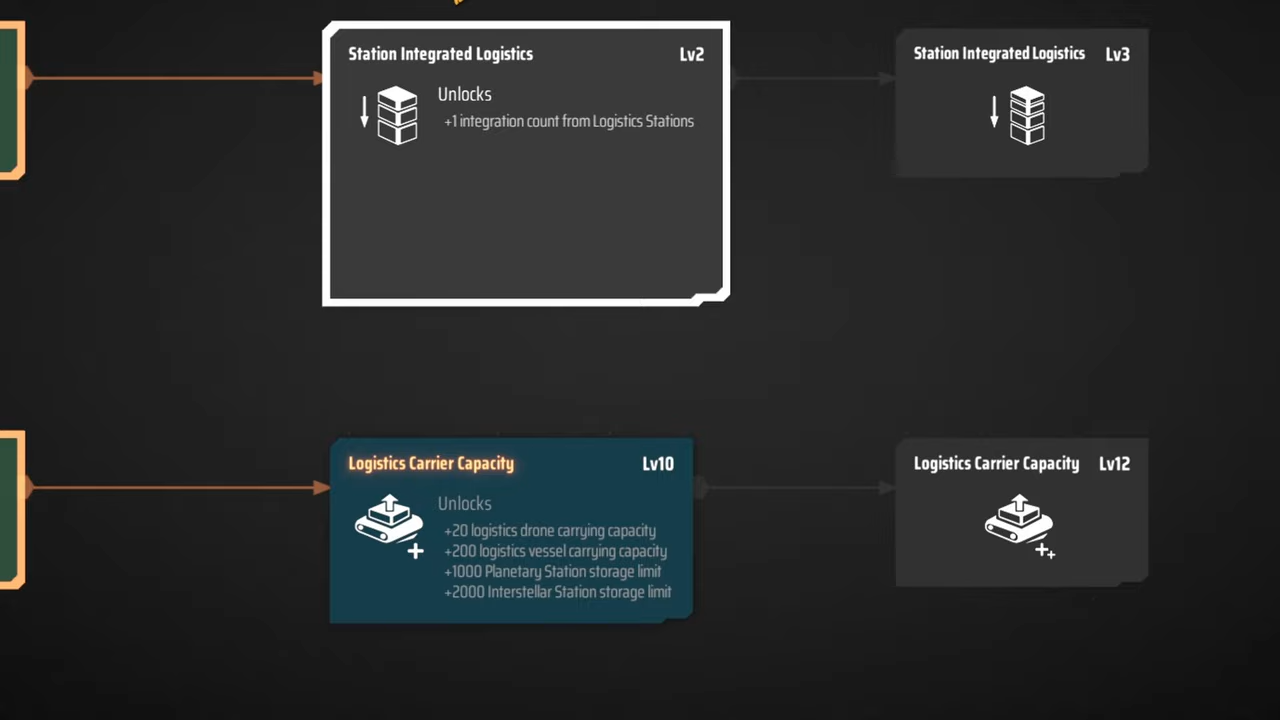 Station Integrated Logistics Lv2
Unlocks
+1 integration count from Logistics Stations
Station Integrated Logistics Lv3
Logistics Carrier Capacity Lv10
Unlocks
+20 logistics drone carrying capacity
+200 logistics vessel carrying capacity
+1000 Planetary Station storage limit
+2000 Interstellar Station storage limit
Logistics Carrier Capacity Lv12